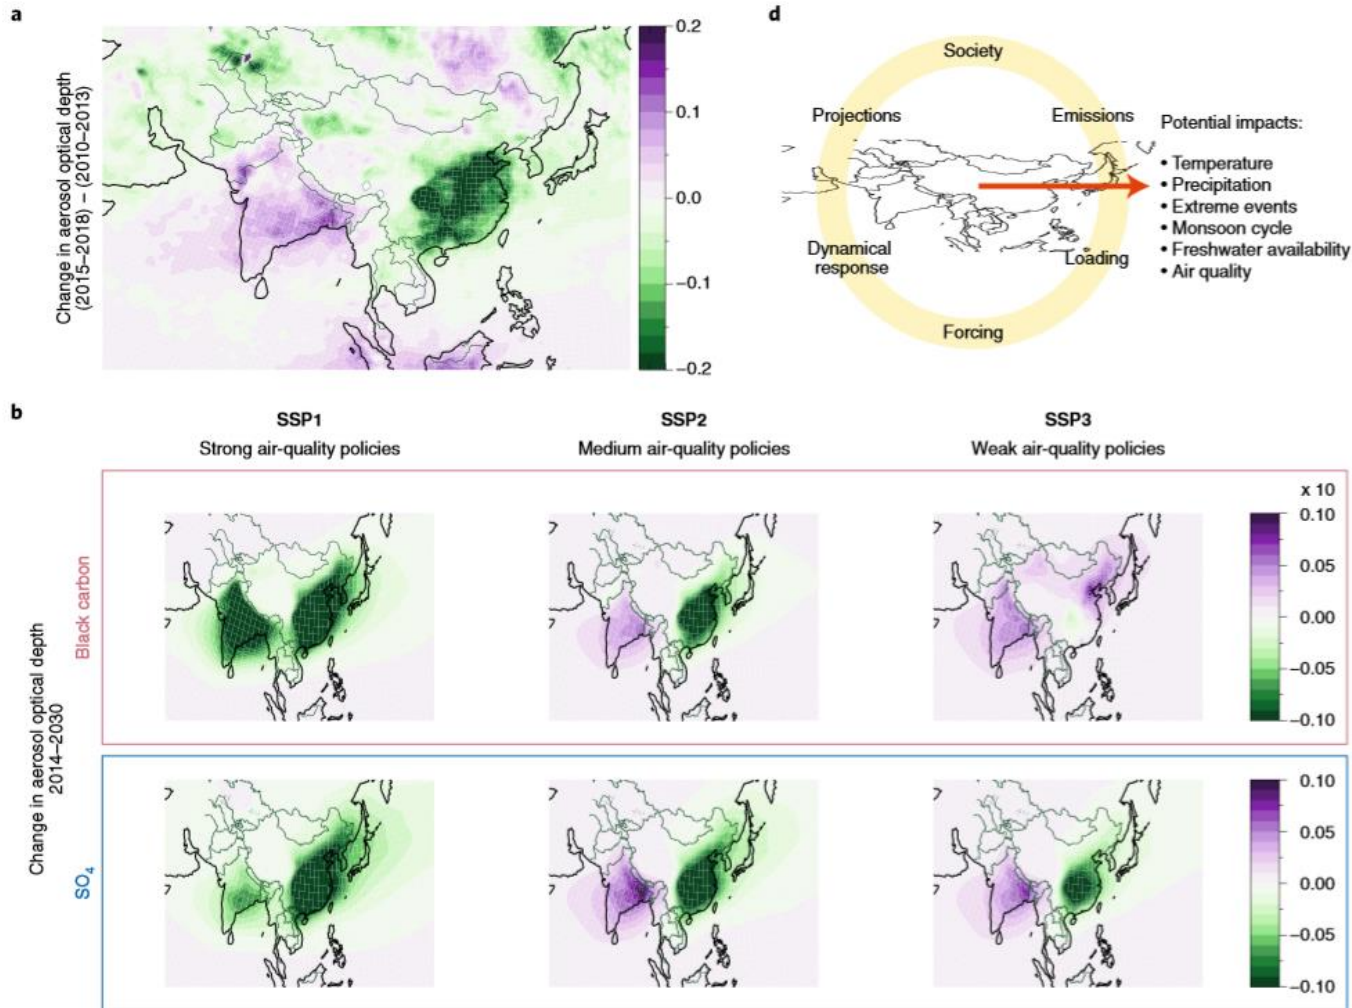 a
Change in aerosol optical depth
(2015–2018) – (2010–2013)
0.2
0.1
0.0
–0.1
–0.2
d
Society
Projections
Emissions
Dynamical
response
Loading
Forcing
Potential impacts:
• Temperature
• Precipitation
• Extreme events
• Monsoon cycle
• Freshwater availability
• Air quality
b
SSP1
Strong air-quality policies
SSP2
Medium air-quality policies
SSP3
Weak air-quality policies
Change in aerosol optical depth
2014–2030
Black carbon
x 10
0.10
0.05
0.00
–0.05
–0.10
SO₄
0.10
0.05
0.00
–0.05
–0.10